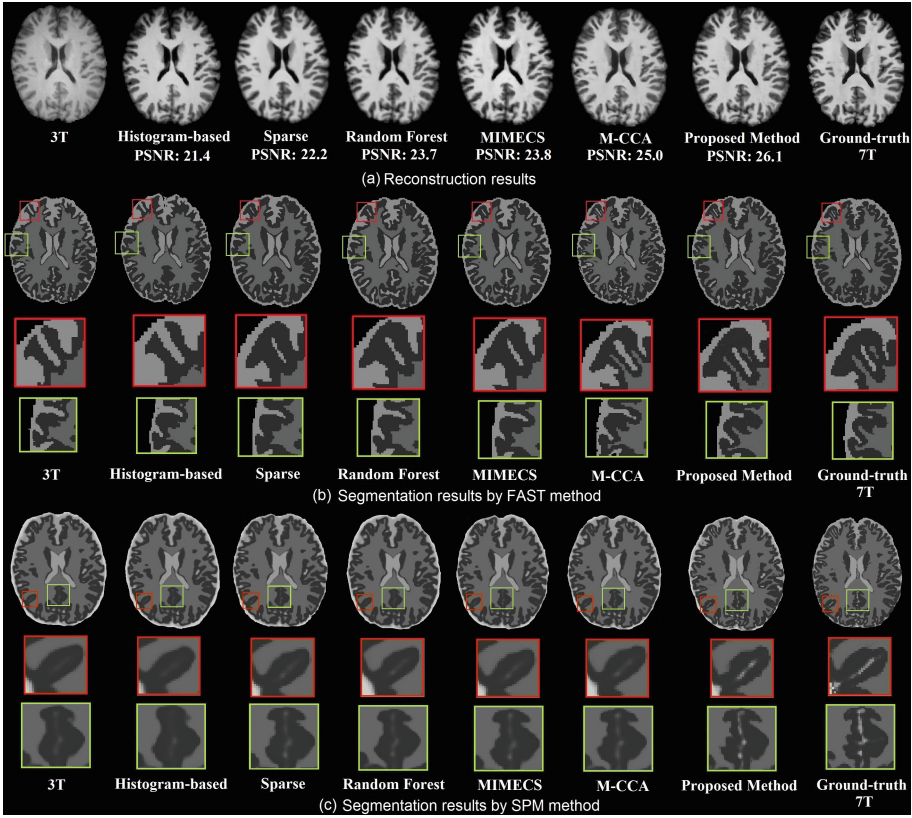 3T Histogram-based Sparse Random Forest MIMECS M-CCA Proposed Method Ground-truth
PSNR: 21.4 PSNR: 22.2 PSNR: 23.7 PSNR: 23.8 PSNR: 25.0 PSNR: 26.1 7T
(a) Reconstruction results
3T Histogram-based Sparse Random Forest MIMECS M-CCA Proposed Method Ground-truth
7T
(b) Segmentation results by FAST method
3T Histogram-based Sparse Random Forest MIMECS M-CCA Proposed Method Ground-truth
7T
(c) Segmentation results by SPM method